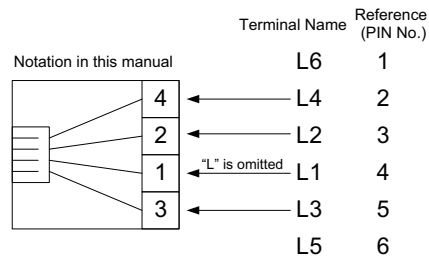 Terminal Name Reference (PIN No.)
Notation in this manual
L6 1
4 L4 2
2 L2 3
1 "L" is omitted L1 4
3 L3 5
L5 6